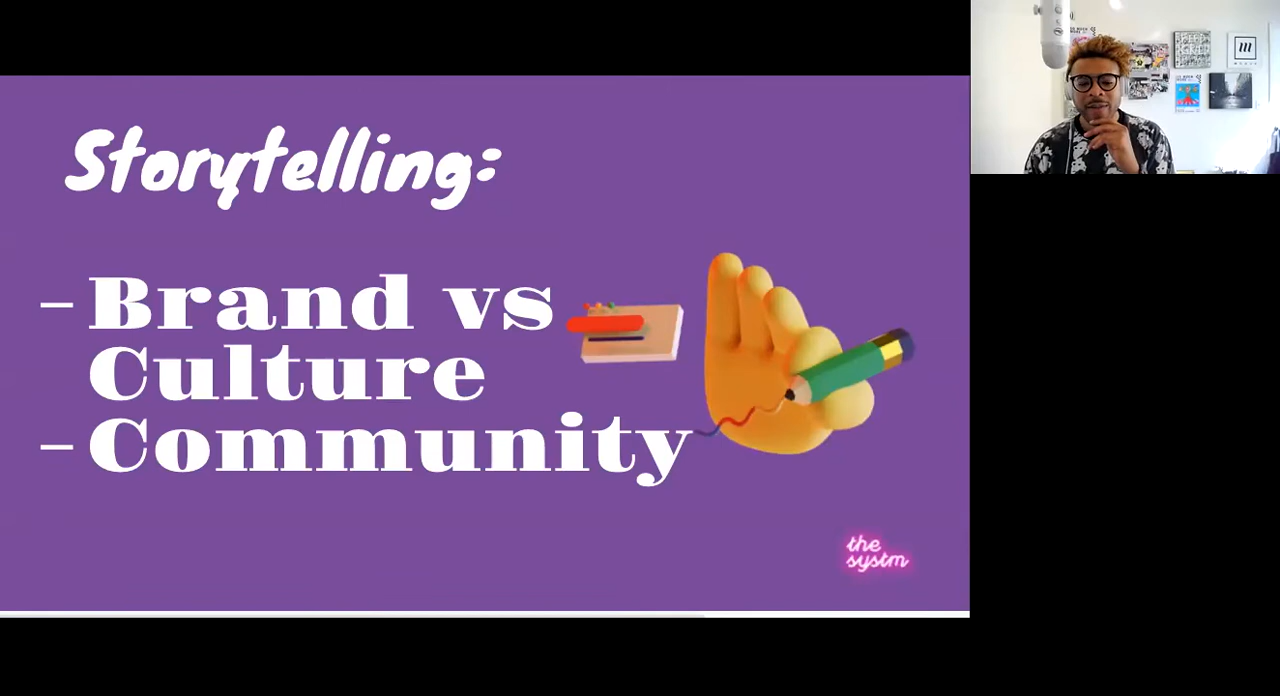 Storytelling:
– Brand vs
Culture
– Community
the
systm